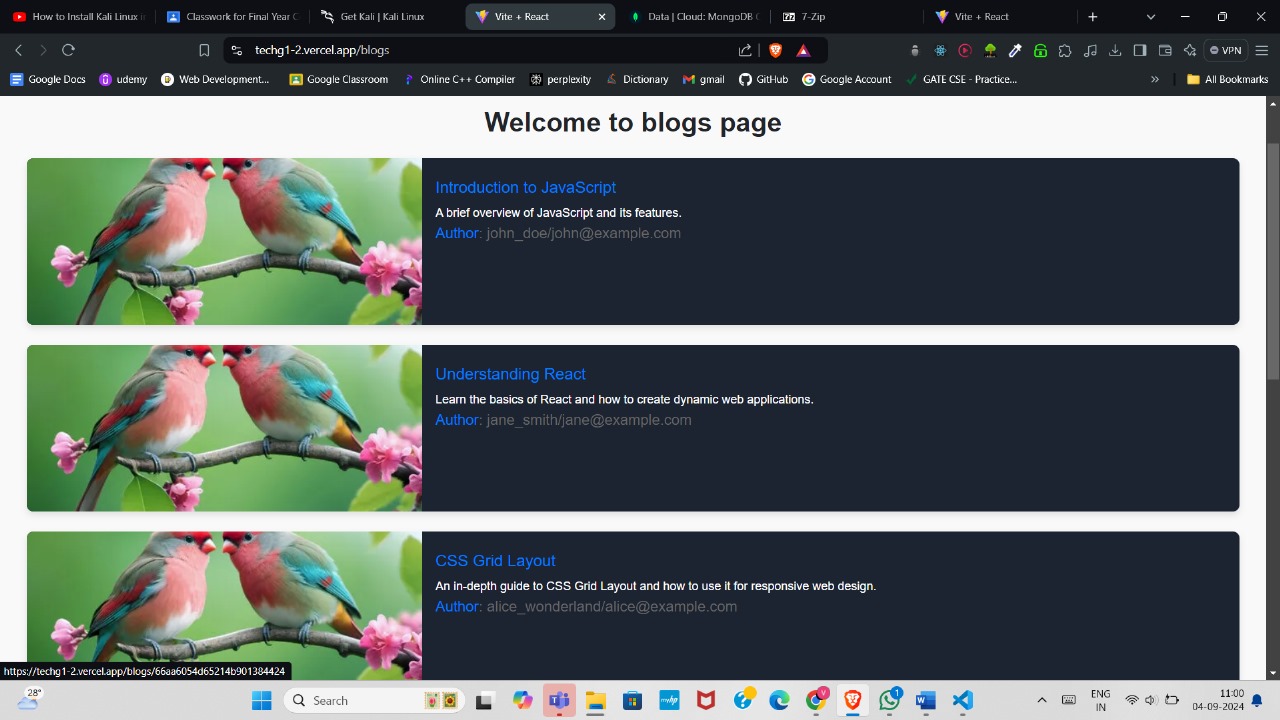 How to Install Kali Linux i
Classwork for Final Year C
Get Kali | Kali Linux
Vite + React
Data | Cloud: MongoDB C
7-Zip
Vite + React
techg1-2.vercel.app/blogs
VPN
Google Docs
udemy
Web Development...
Google Classroom
Online C++ Compiler
perplexity
Dictionary
gmail
GitHub
Google Account
GATE CSE - Practice...
All Bookmarks
Welcome to blogs page
Introduction to JavaScript
A brief overview of JavaScript and its features.
Author: john_doe/john@example.com
Understanding React
Learn the basics of React and how to create dynamic web applications.
Author: jane_smith/jane@example.com
CSS Grid Layout
An in-depth guide to CSS Grid Layout and how to use it for responsive web design.
Author: alice_wonderland/alice@example.com
https://techg1-2.vercel.app/blogs/66aa6054d65214b901384424
28°
Search
ENG
IN
11:00
04-09-2024